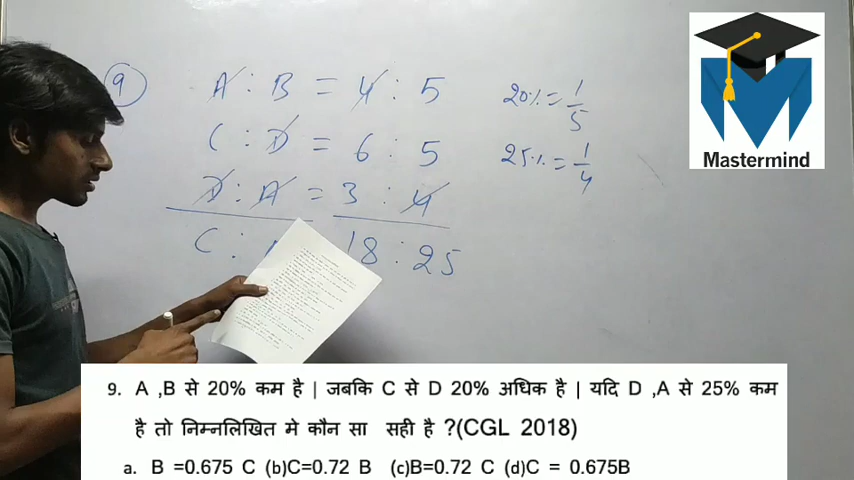 9
A : B = 4 : 5
20% = 1/5
C : D = 6 : 5
25% = 1/4
D : A = 3 : 4
C : 18 : 25
Mastermind
9. A ,B से 20% कम है | जबकि C से D 20% अधिक है | यदि D ,A से 25% कम
है तो निम्नलिखित मे कौन सा सही है ?(CGL 2018)
a. B =0.675 C (b)C=0.72 B (c)B=0.72 C (d)C = 0.675B